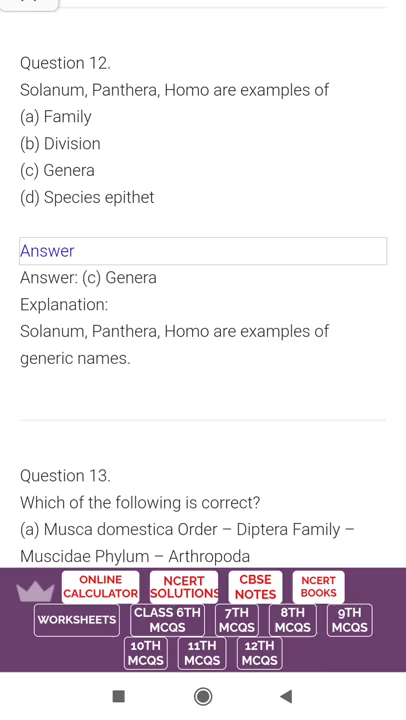 Question 12.
Solanum, Panthera, Homo are examples of
(a) Family
(b) Division
(c) Genera
(d) Species epithet
Answer
Answer: (c) Genera
Explanation:
Solanum, Panthera, Homo are examples of
generic names.
Question 13.
Which of the following is correct?
(a) Musca domestica Order – Diptera Family –
Muscidae Phylum – Arthropoda
ONLINE CALCULATOR
NCERT SOLUTIONS
CBSE NOTES
NCERT BOOKS
WORKSHEETS
CLASS 6TH MCQS
7TH MCQS
8TH MCQS
9TH MCQS
10TH MCQS
11TH MCQS
12TH MCQS